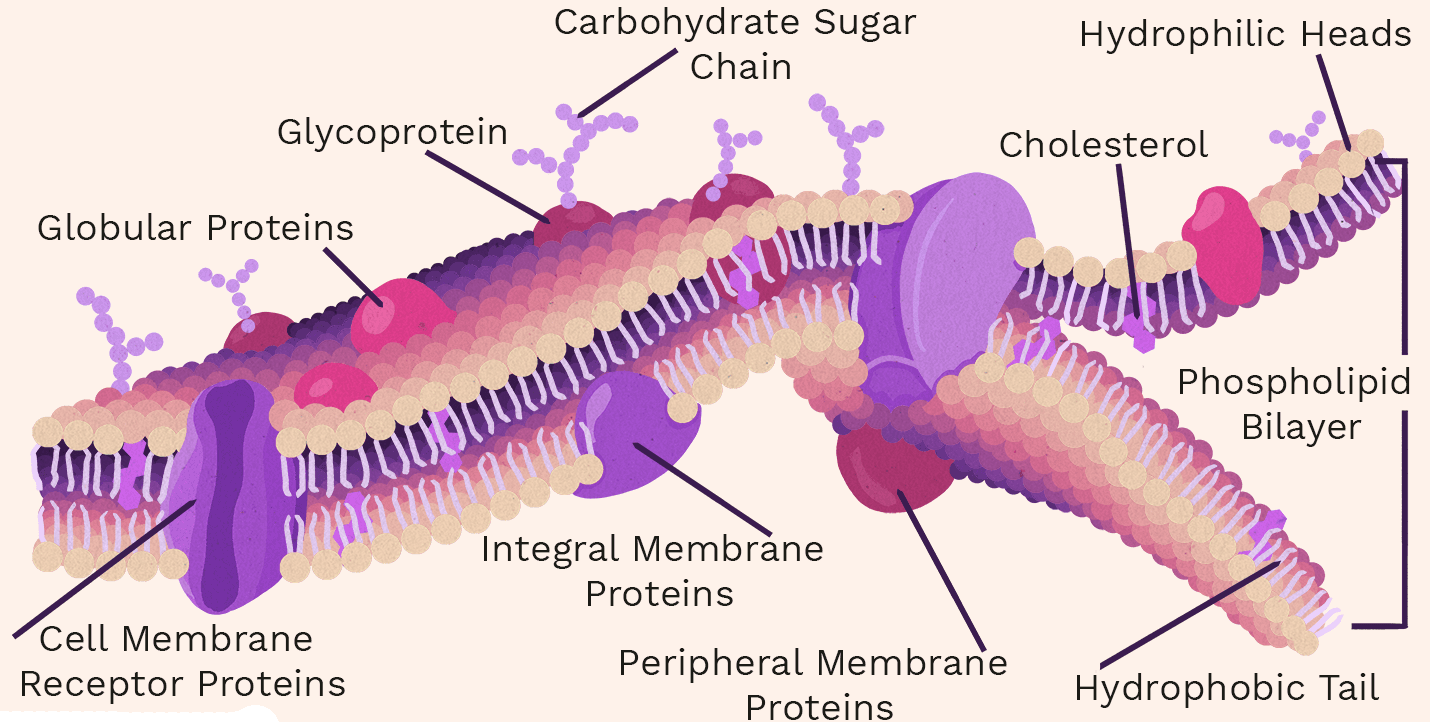 Carbohydrate Sugar
Chain
Hydrophilic Heads
Glycoprotein
Cholesterol
Globular Proteins
Phospholipid
Bilayer
Integral Membrane
Proteins
Cell Membrane
Receptor Proteins
Peripheral Membrane
Proteins
Hydrophobic Tail